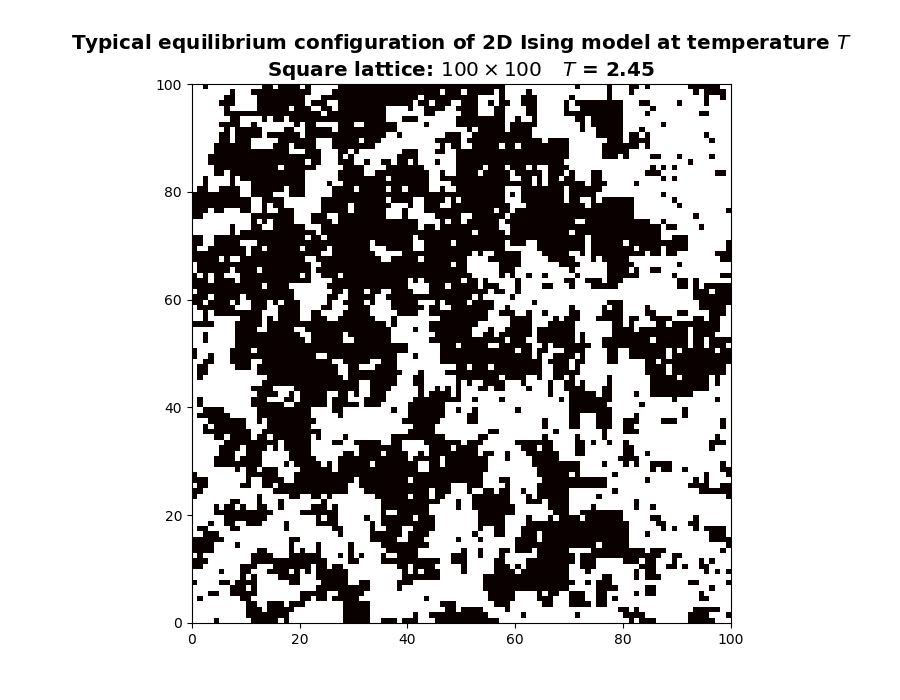 Typical equilibrium configuration of 2D Ising model at temperature T
Square lattice: 100 × 100 T = 2.45
100
80
60
40
20
0
0 20 40 60 80 100